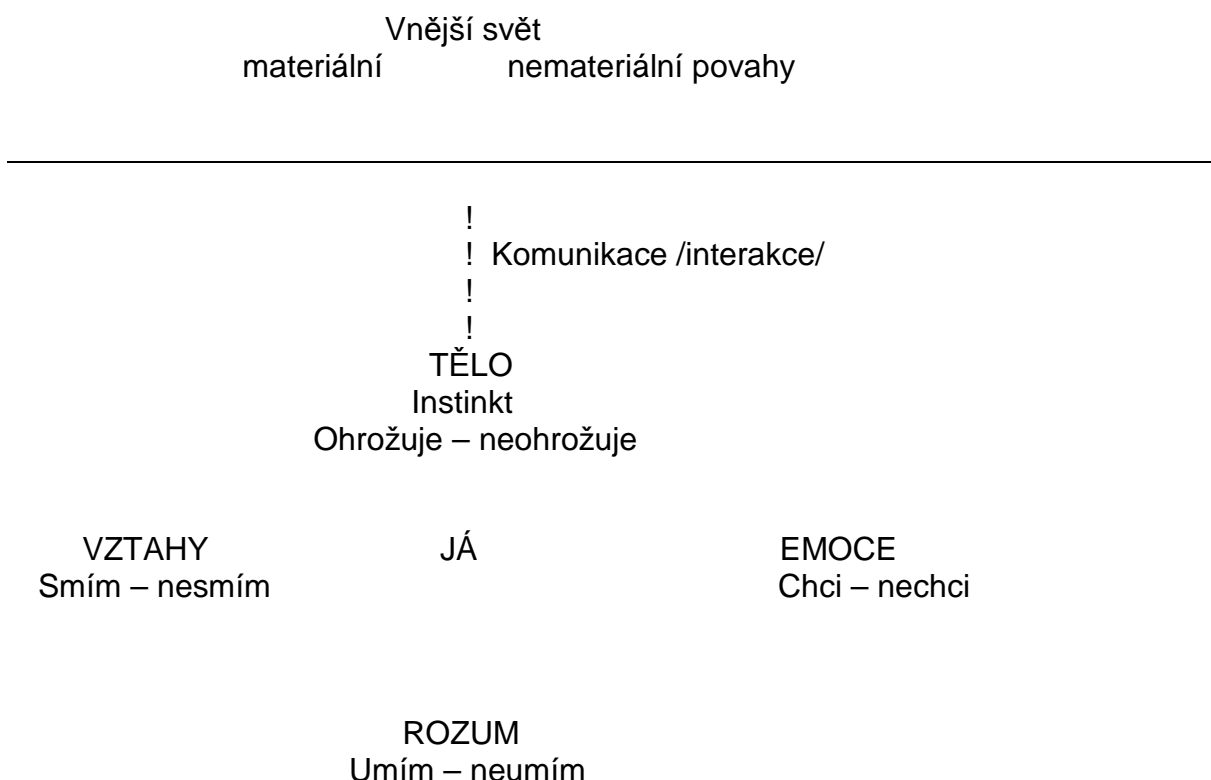 Vnější svět
materiální nemateriální povahy
!
! Komunikace /interakce/
!
!
TĚLO
Instinkt
Ohrožuje – neohrožuje
VZTAHY JÁ EMOCE
Smím – nesmím Chci – nechci
ROZUM
Umím – neumím